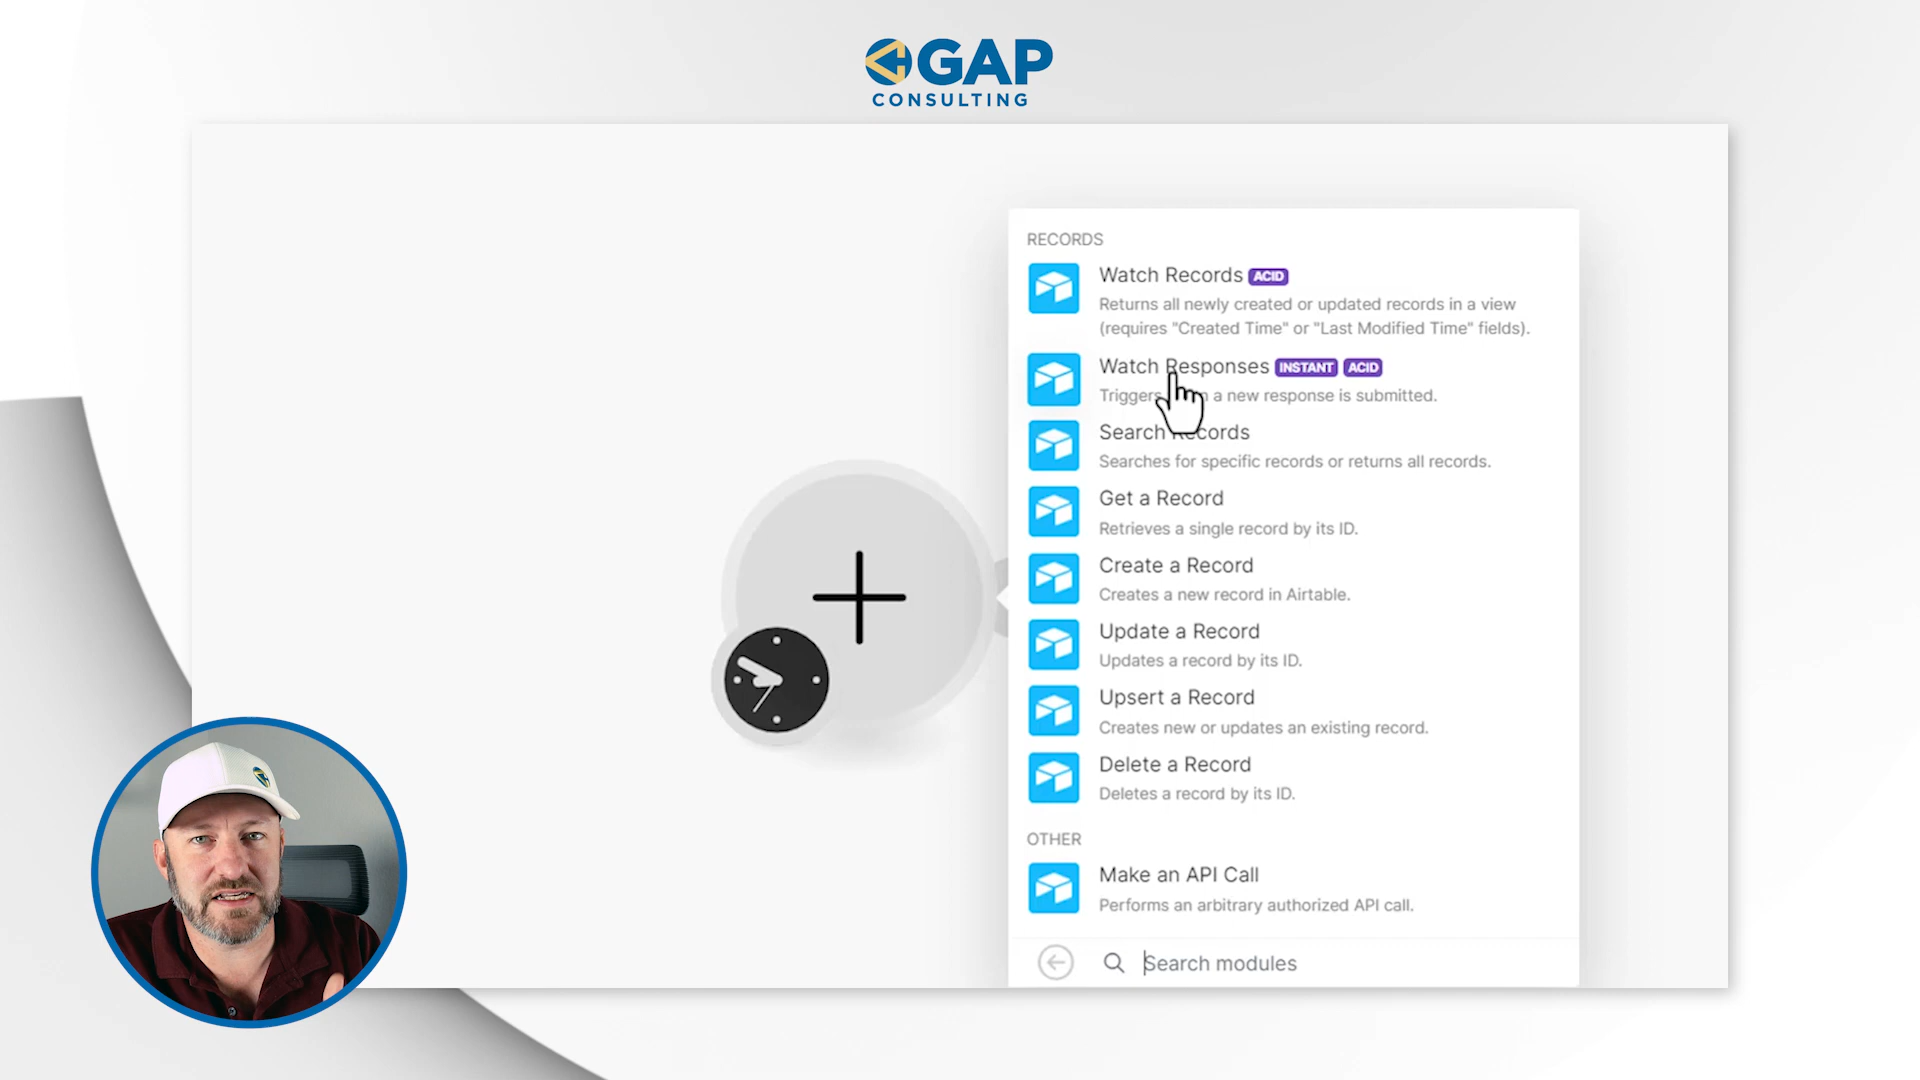 GAP
CONSULTING
RECORDS
Watch Records ACID
Returns all newly created or updated records in a view
(requires "Created Time" or "Last Modified Time" fields).
Watch Responses INSTANT ACID
Triggers a new response is submitted.
Search Records
Searches for specific records or returns all records.
Get a Record
Retrieves a single record by its ID.
Create a Record
Creates a new record in Airtable.
Update a Record
Updates a record by its ID.
Upsert a Record
Creates new or updates an existing record.
Delete a Record
Deletes a record by its ID.
OTHER
Make an API Call
Performs an arbitrary authorized API call.
Search modules